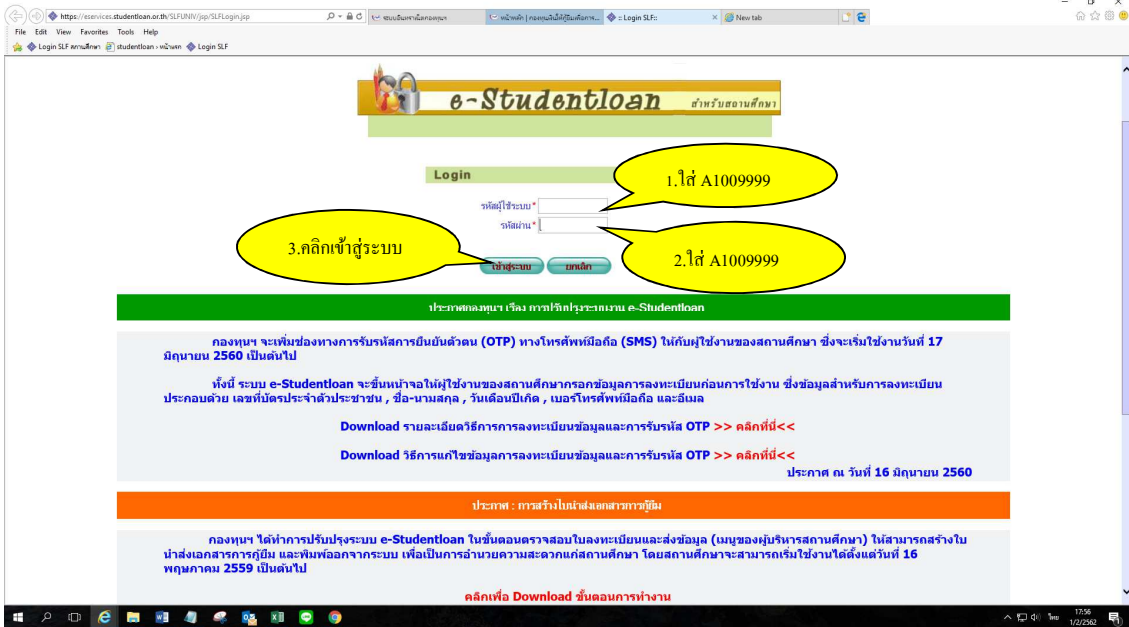 https://eservices.studentloan.or.th/SLFUNIV/jsp/SLFLogin.jsp
:: Login SLF::
New tab
File Edit View Favorites Tools Help
Login SLF สถานศึกษา studentloan › หน้าแรก Login SLF
e-Studentloan สำหรับสถานศึกษา
Login
1.ใส่ A1009999
รหัสผู้ใช้ระบบ *
รหัสผ่าน *
3.คลิกเข้าสู่ระบบ
2.ใส่ A1009999
เข้าสู่ระบบ ยกเลิก
ประกาศกองทุนฯ เรื่อง การปรับปรุงระบบงาน e-Studentloan
กองทุนฯ จะเพิ่มช่องทางการรับรหัสการยืนยันตัวตน (OTP) ทางโทรศัพท์มือถือ (SMS) ให้กับผู้ใช้งานของสถานศึกษา ซึ่งจะเริ่มใช้งานวันที่ 17
มิถุนายน 2560 เป็นต้นไป
ทั้งนี้ ระบบ e-Studentloan จะขึ้นหน้าจอให้ผู้ใช้งานของสถานศึกษากรอกข้อมูลการลงทะเบียนก่อนการใช้งาน ซึ่งข้อมูลสำหรับการลงทะเบียน
ประกอบด้วย เลขที่บัตรประจำตัวประชาชน , ชื่อ-นามสกุล , วันเดือนปีเกิด , เบอร์โทรศัพท์มือถือ และอีเมล
Download รายละเอียดวิธีการการลงทะเบียนข้อมูลและการรับรหัส OTP >> คลิกที่นี่<<
Download วิธีการแก้ไขข้อมูลการลงทะเบียนข้อมูลและการรับรหัส OTP >> คลิกที่นี่<<
ประกาศ ณ วันที่ 16 มิถุนายน 2560
ประกาศ : การสร้างใบนำส่งเอกสารการกู้ยืม
กองทุนฯ ได้ทำการปรับปรุงระบบ e-Studentloan ในขั้นตอนตรวจสอบใบลงทะเบียนและส่งข้อมูล (เมนูของผู้บริหารสถานศึกษา) ให้สามารถสร้างใบ
นำส่งเอกสารการกู้ยืม และพิมพ์ออกจากระบบ เพื่อเป็นการอำนวยความสะดวกแก่สถานศึกษา โดยสถานศึกษาจะสามารถเริ่มใช้งานได้ตั้งแต่วันที่ 16
พฤษภาคม 2559 เป็นต้นไป
คลิกเพื่อ Download ขั้นตอนการทำงาน
ไทย
17:56
1/2/2562